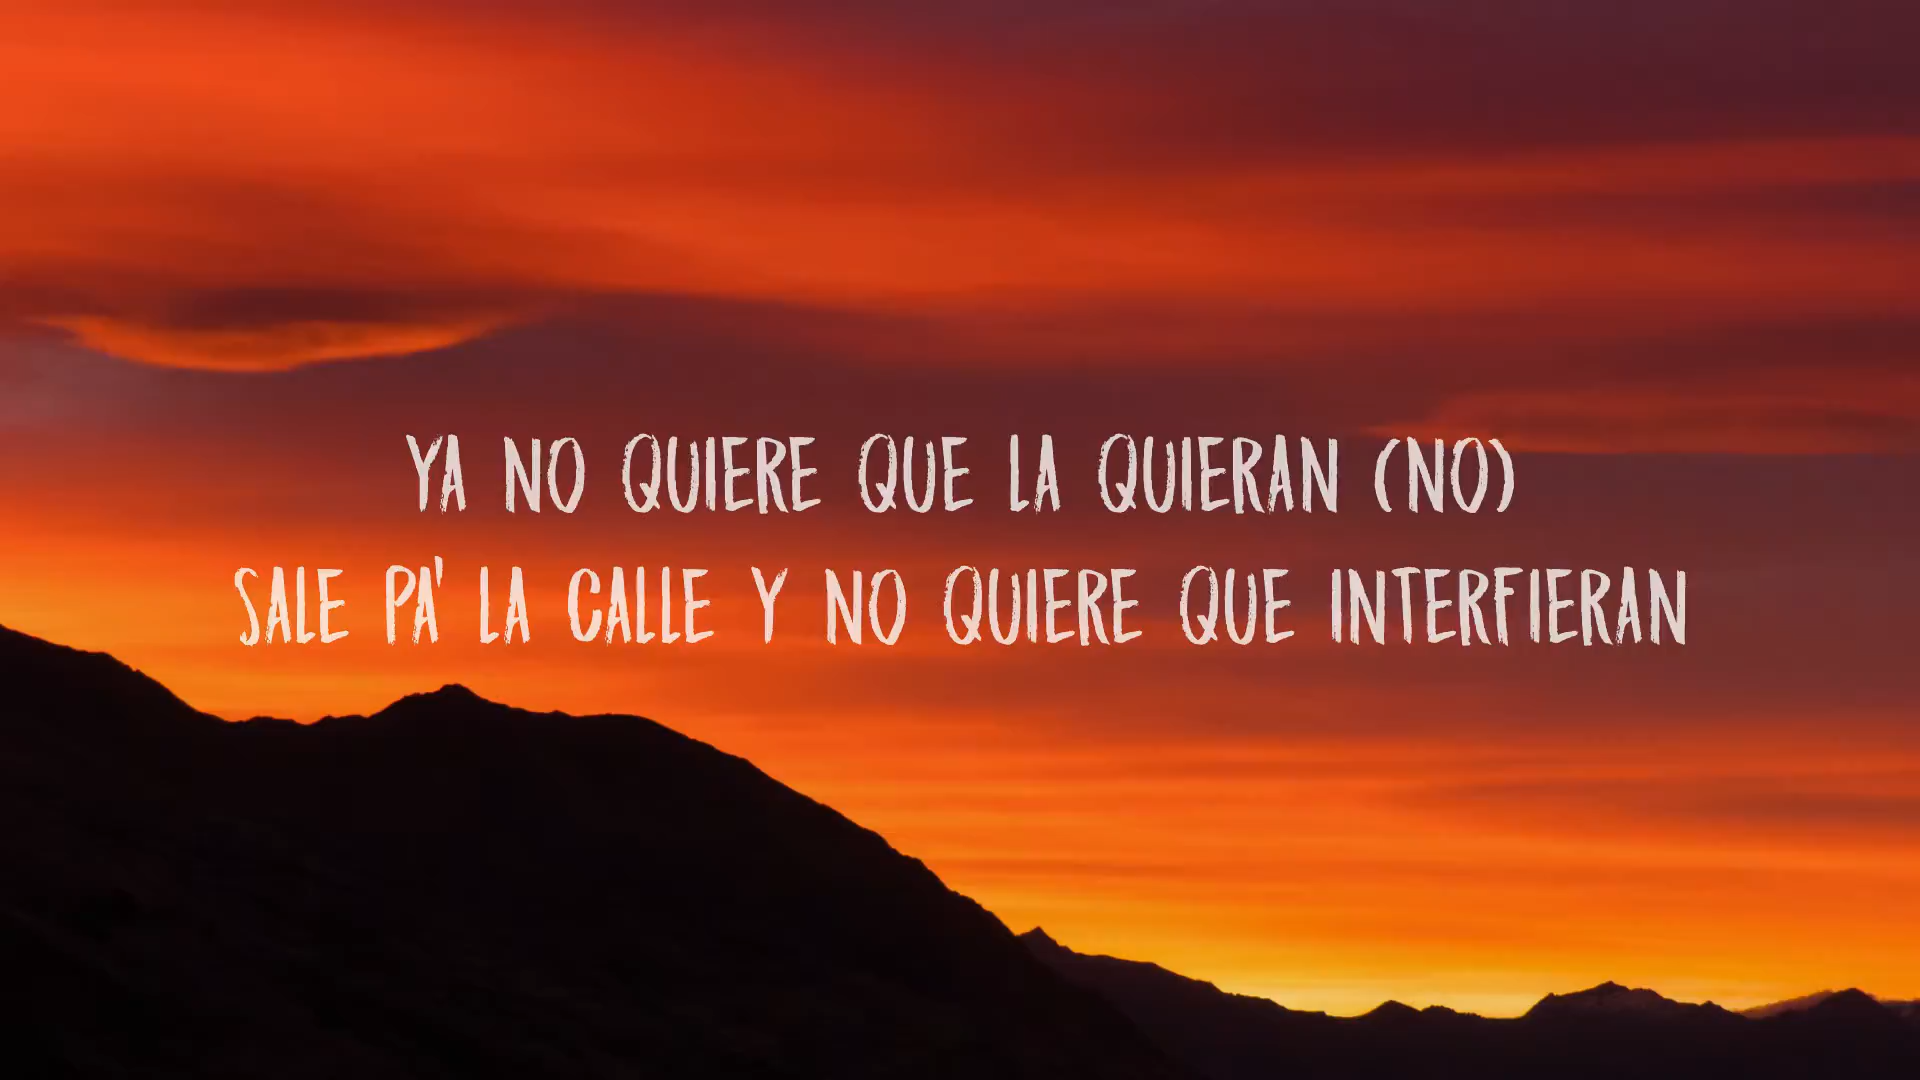 YA NO QUIERE QUE LA QUIERAN (NO)
SALE PA' LA CALLE Y NO QUIERE QUE INTERFIERAN